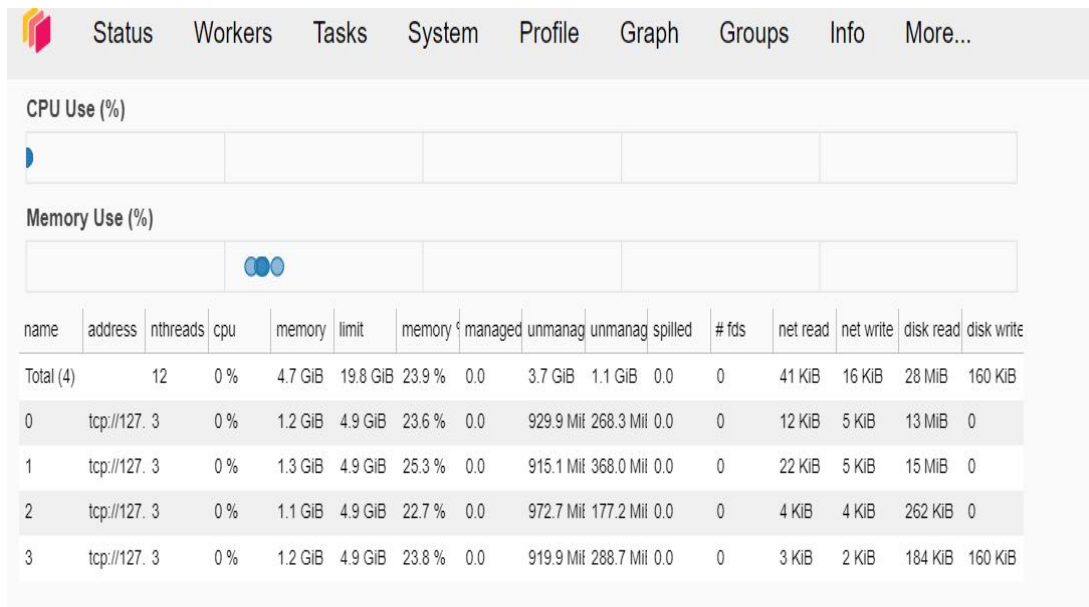 Status Workers Tasks System Profile Graph Groups Info More...
CPU Use (%)
Memory Use (%)
name address nthreads cpu memory limit memory managed unmanag unmanag spilled # fds net read net write disk read disk write
Total (4) 12 0 % 4.7 GiB 19.8 GiB 23.9 % 0.0 3.7 GiB 1.1 GiB 0.0 0 41 KiB 16 KiB 28 MiB 160 KiB
0 tcp://127. 3 0 % 1.2 GiB 4.9 GiB 23.6 % 0.0 929.9 MiB 268.3 MiB 0.0 0 12 KiB 5 KiB 13 MiB 0
1 tcp://127. 3 0 % 1.3 GiB 4.9 GiB 25.3 % 0.0 915.1 MiB 368.0 MiB 0.0 0 22 KiB 5 KiB 15 MiB 0
2 tcp://127. 3 0 % 1.1 GiB 4.9 GiB 22.7 % 0.0 972.7 MiB 177.2 MiB 0.0 0 4 KiB 4 KiB 262 KiB 0
3 tcp://127. 3 0 % 1.2 GiB 4.9 GiB 23.8 % 0.0 919.9 MiB 288.7 MiB 0.0 0 3 KiB 2 KiB 184 KiB 160 KiB